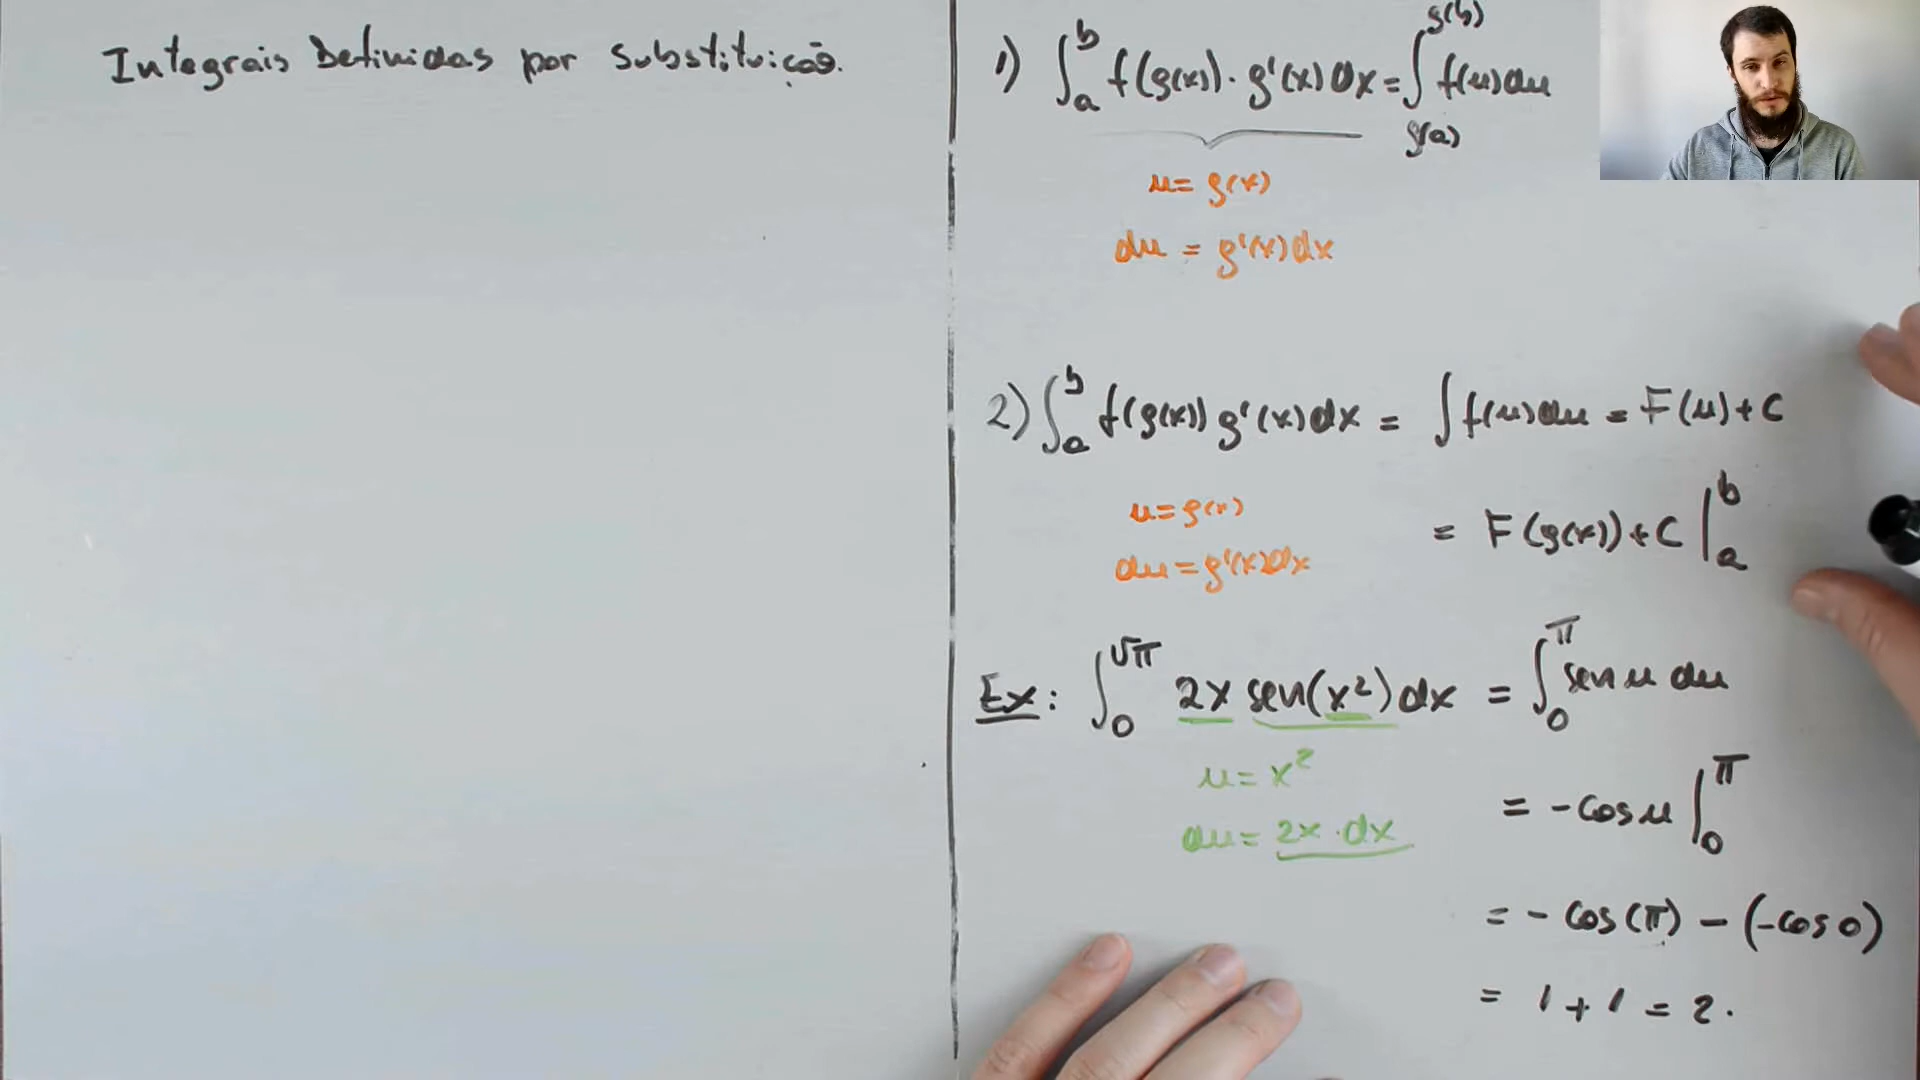 Integrais Definidas por Substituição.
1) ∫_a^b f(g(x)) · g'(x) dx = ∫_{g(a)}^{g(b)} f(u) du
u = g(x)
du = g'(x) dx
2) ∫_a^b f(g(x)) g'(x) dx = ∫ f(u) du = F(u) + C
= F(g(x)) + C |_a^b
u = g(x)
du = g'(x) dx
Ex: ∫_0^{√π} 2x sen(x²) dx = ∫_0^π sen u du
u = x²
du = 2x · dx
= -cos u |_0^π
= - cos(π) - (-cos 0)
= 1 + 1 = 2.